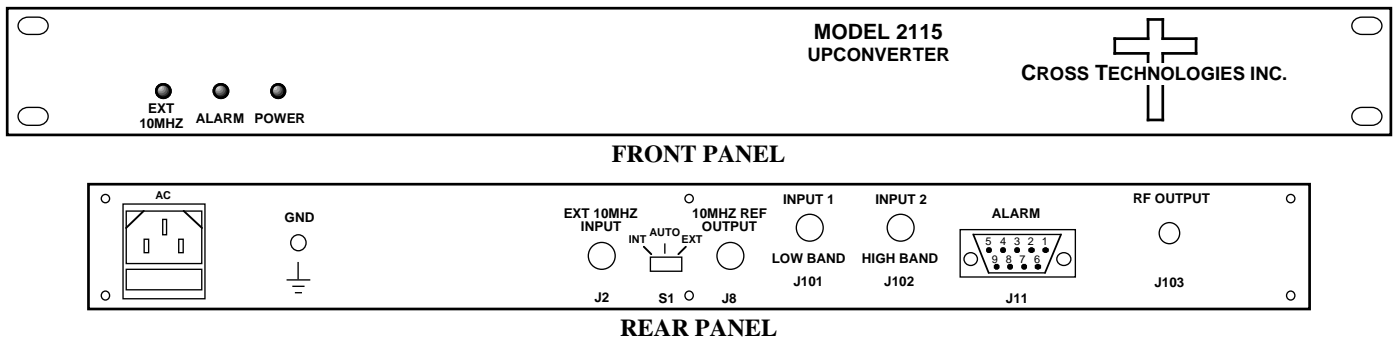 MODEL 2115
UPCONVERTER
CROSS TECHNOLOGIES INC.
EXT
10MHZ
ALARM
POWER
FRONT PANEL
AC
GND
EXT 10MHZ
INPUT
J2
INT
AUTO
EXT
S1
10MHZ REF
OUTPUT
J8
INPUT 1
LOW BAND
J101
INPUT 2
HIGH BAND
J102
ALARM
5 4 3 2 1
9 8 7 6
J11
RF OUTPUT
J103
REAR PANEL